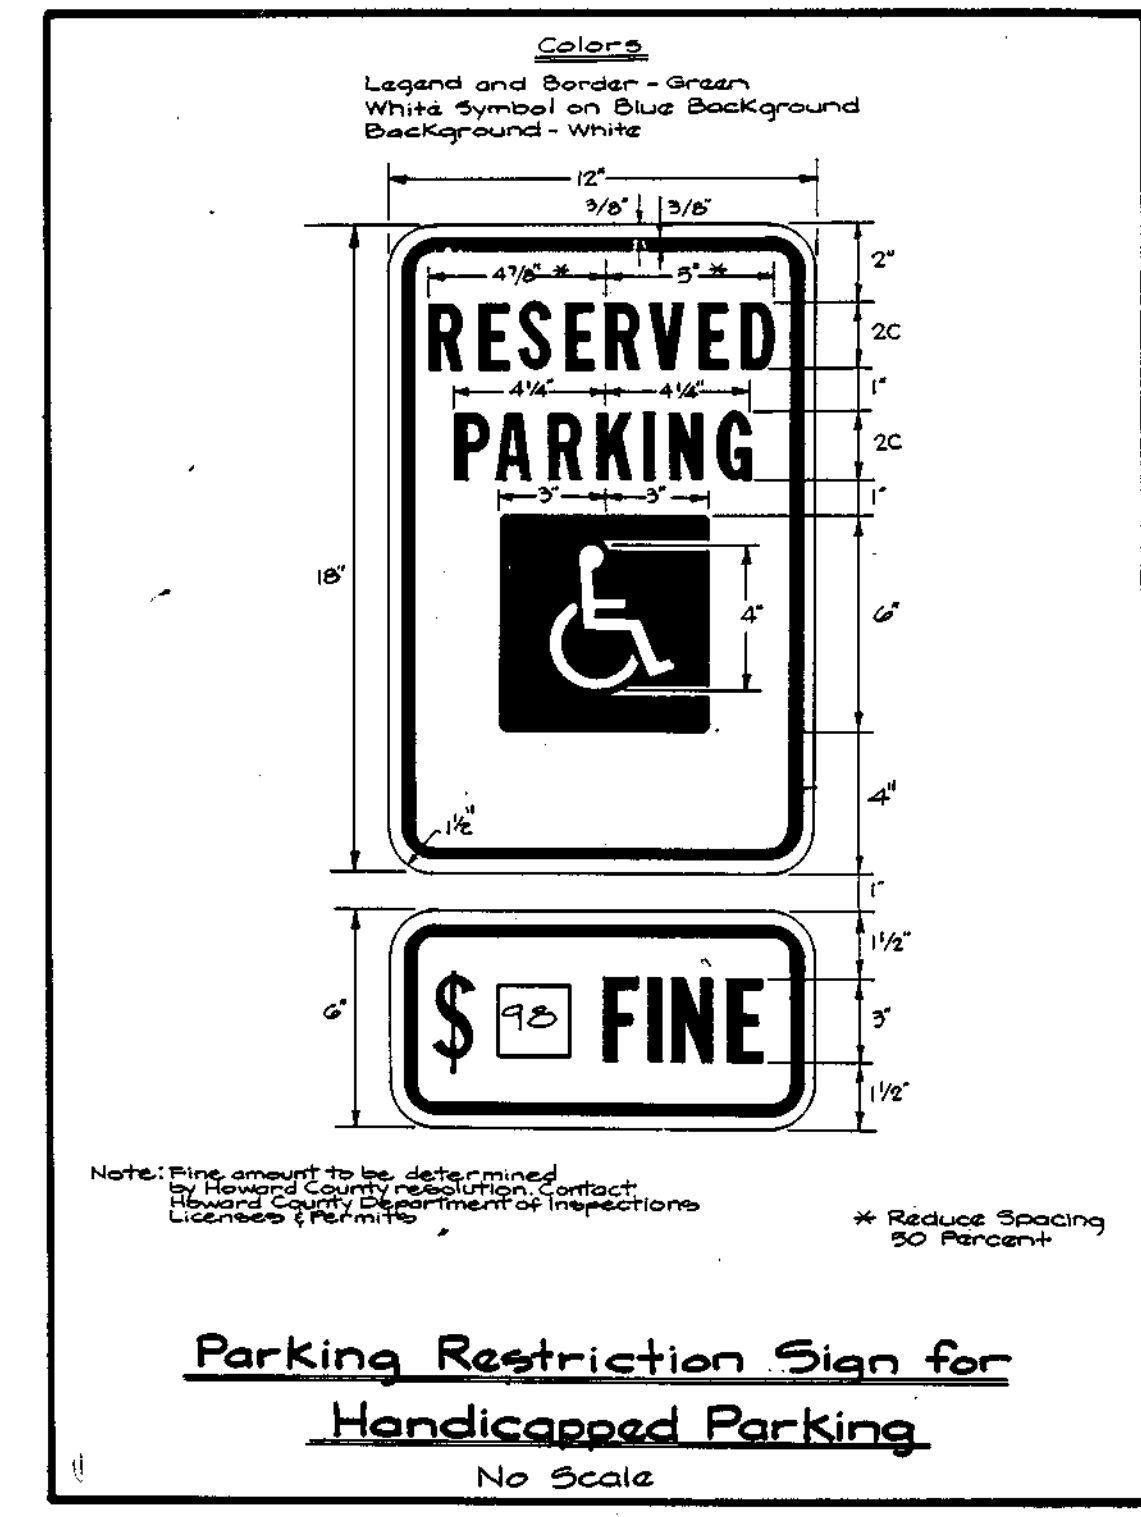 Colors
Legend and Border - Green
White Symbol on Blue Background
Background - White
12"
3/8" 3/8"
2"
4 7/8" * 5" *
RESERVED
2C
4 1/4" 4 1/4"
1"
PARKING
2C
3" 3"
1"
18"
4"
6"
4"
1 1/2"
1"
1 1/2"
6"
$ 98 FINE
3"
1 1/2"
Note: Fine amount to be determined
by Howard County resolution. Contact
Howard County Department of Inspections
Licenses & Permits
* Reduce Spacing
50 Percent
Parking Restriction Sign for
Handicapped Parking
No Scale